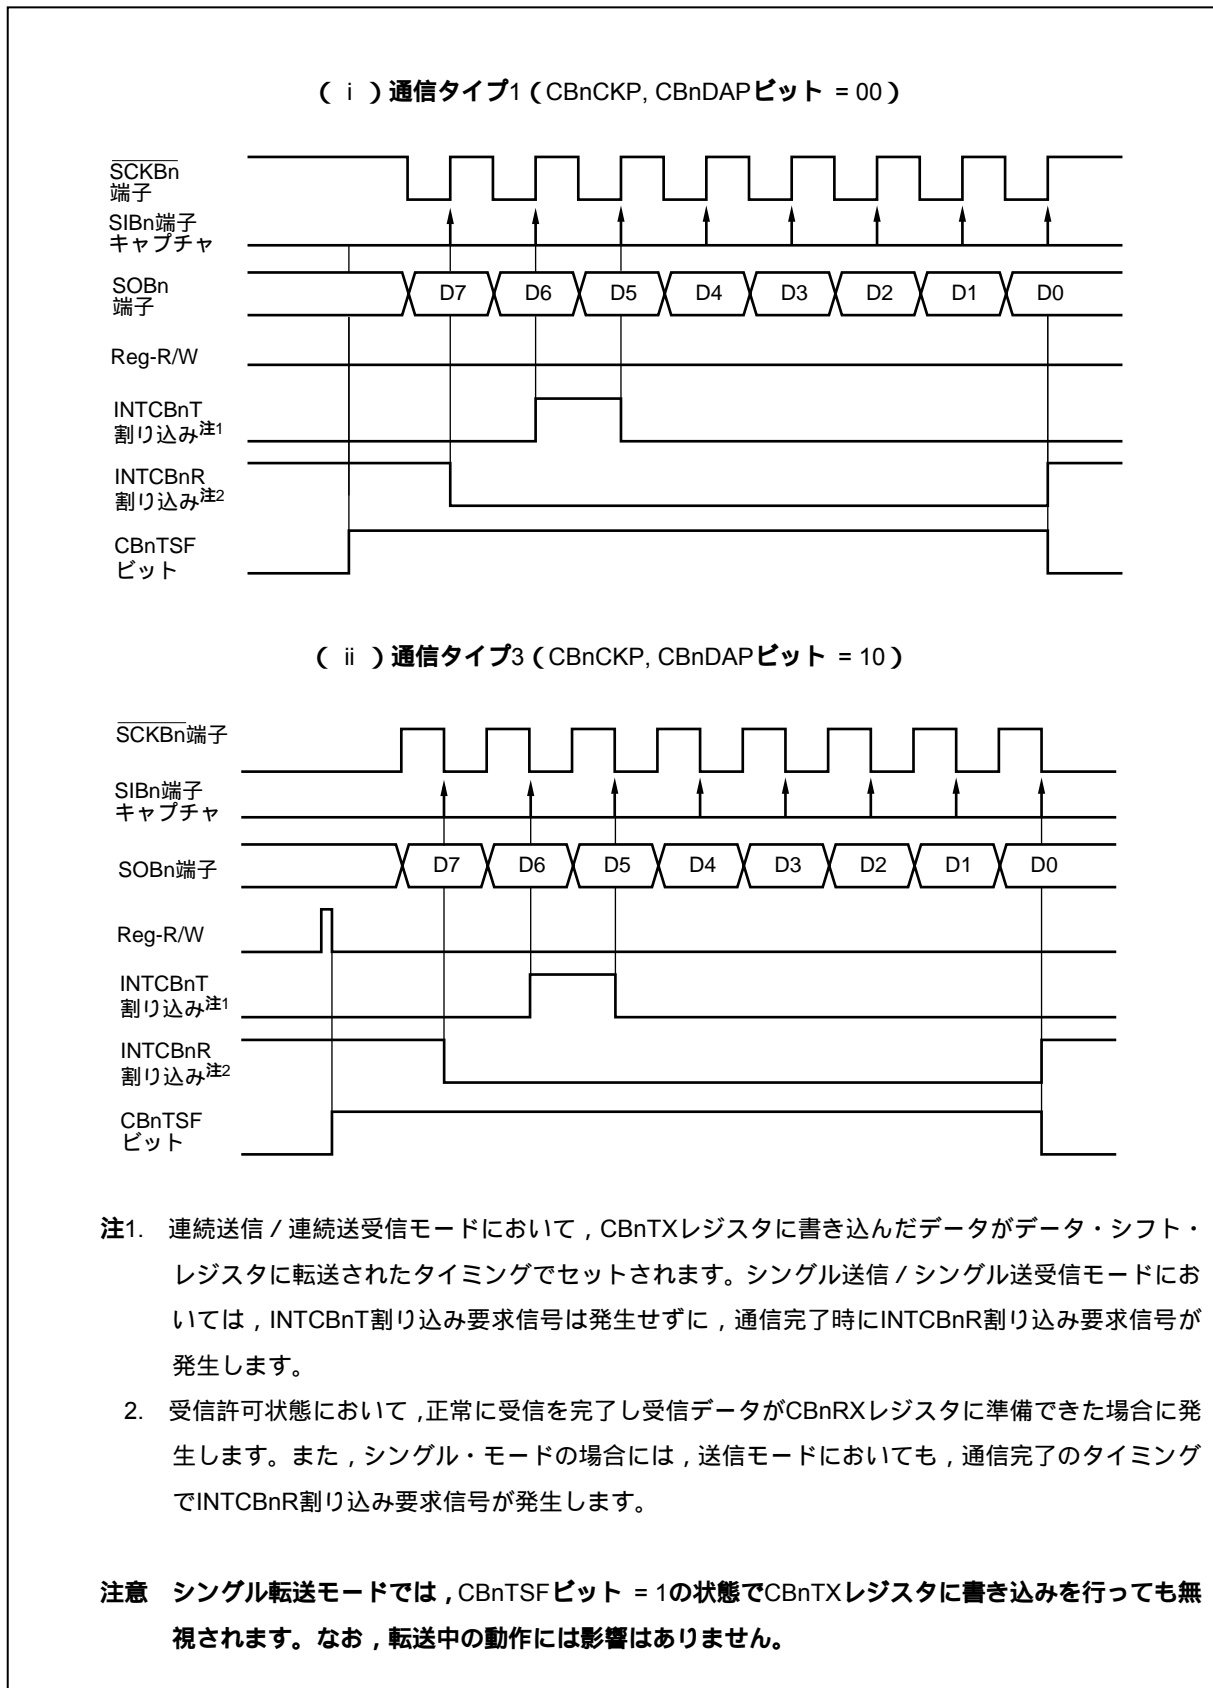 ( i )通信タイプ1(CBnCKP, CBnDAPビット = 00)
SCKBn
端子
SIBn端子
キャプチャ
SOBn
端子
D7 D6 D5 D4 D3 D2 D1 D0
Reg-R/W
INTCBnT
割り込み注1
INTCBnR
割り込み注2
CBnTSF
ビット
( ii )通信タイプ3(CBnCKP, CBnDAPビット = 10)
SCKBn端子
SIBn端子
キャプチャ
SOBn端子
D7 D6 D5 D4 D3 D2 D1 D0
Reg-R/W
INTCBnT
割り込み注1
INTCBnR
割り込み注2
CBnTSF
ビット
注1. 連続送信/連続送受信モードにおいて,CBnTXレジスタに書き込んだデータがデータ・シフト・
レジスタに転送されたタイミングでセットされます。シングル送信/シングル送受信モードにお
いては,INTCBnT割り込み要求信号は発生せずに,通信完了時にINTCBnR割り込み要求信号が
発生します。
2. 受信許可状態において,正常に受信を完了し受信データがCBnRXレジスタに準備できた場合に発
生します。また,シングル・モードの場合には,送信モードにおいても,通信完了のタイミング
でINTCBnR割り込み要求信号が発生します。
注意 シングル転送モードでは,CBnTSFビット = 1の状態でCBnTXレジスタに書き込みを行っても無
視されます。なお,転送中の動作には影響はありません。